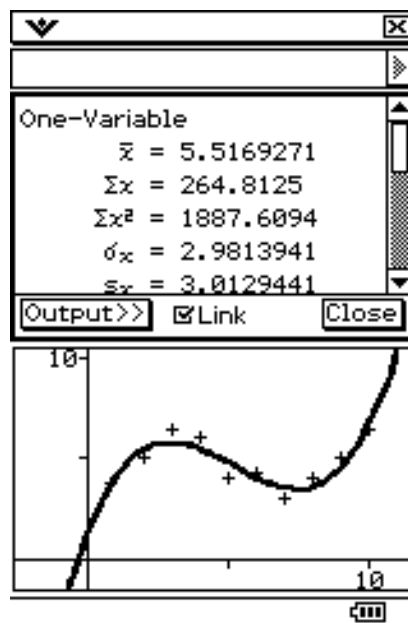 One-Variable
x̄ = 5.5169271
Σx = 264.8125
Σx² = 1887.6094
σx = 2.9813941
sx = 3.0129441
Output>> ☑Link Close
10
10